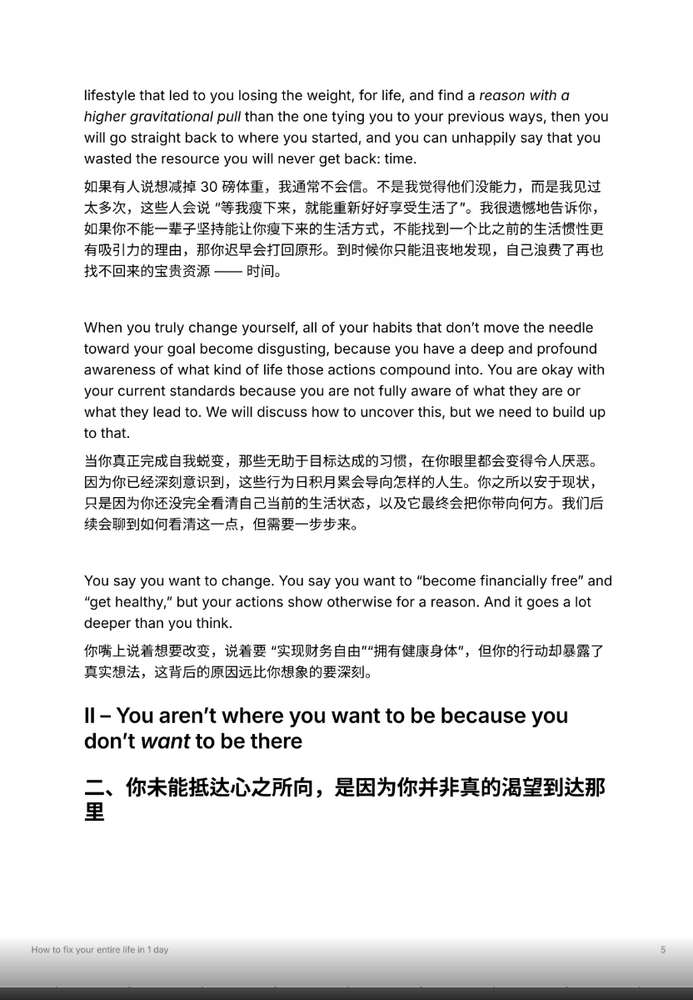 lifestyle that led to you losing the weight, for life, and find a reason with a
higher gravitational pull than the one tying you to your previous ways, then you
will go straight back to where you started, and you can unhappily say that you
wasted the resource you will never get back: time.
如果有人说想减掉 30 磅体重，我通常不会信。不是我觉得他们没能力，而是我见过
太多次，这些人会说 “等我瘦下来，就能重新好好享受生活了”。我很遗憾地告诉你，
如果你不能一辈子坚持能让你瘦下来的生活方式，不能找到一个比之前的生活惯性更
有吸引力的理由，那你迟早会打回原形。到时候你只能沮丧地发现，自己浪费了再也
找不回来的宝贵资源 —— 时间。
When you truly change yourself, all of your habits that don’t move the needle
toward your goal become disgusting, because you have a deep and profound
awareness of what kind of life those actions compound into. You are okay with
your current standards because you are not fully aware of what they are or
what they lead to. We will discuss how to uncover this, but we need to build up
to that.
当你真正完成自我蜕变，那些无助于目标达成的习惯，在你眼里都会变得令人厌恶。
因为你已经深刻意识到，这些行为日积月累会导向怎样的人生。你之所以安于现状，
只是因为你还没完全看清自己当前的生活状态，以及它最终会把你带向何方。我们后
续会聊到如何看清这一点，但需要一步步来。
You say you want to change. You say you want to “become financially free” and
“get healthy,” but your actions show otherwise for a reason. And it goes a lot
deeper than you think.
你嘴上说着想要改变，说着要 “实现财务自由”“拥有健康身体”，但你的行动却暴露了
真实想法，这背后的原因远比你想象的要深刻。
II – You aren’t where you want to be because you
don’t want to be there
二、你未能抵达心之所向，是因为你并非真的渴望到达那
里
How to fix your entire life in 1 day
5